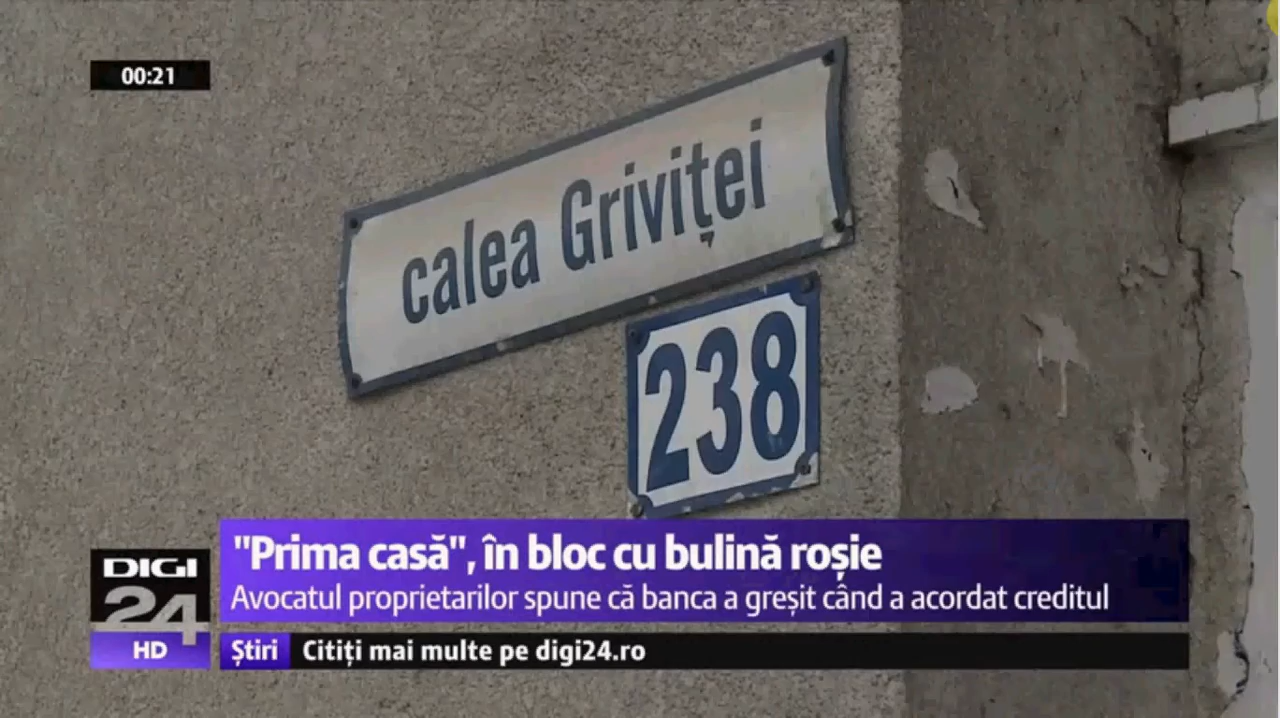 00:21
calea Griviței
238
"Prima casă", în bloc cu bulină roșie
Avocatul proprietarilor spune că banca a greșit când a acordat creditul
DIGI
24
HD
Știri Citiți mai multe pe digi24.ro